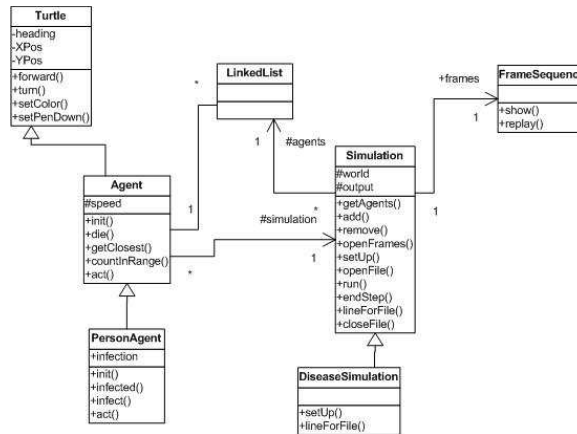 Turtle
-heading
-XPos
-YPos
+forward()
+turn()
+setColor()
+setPenDown()
LinkedList
*
1
#agents
+frames
1
FrameSequenc
+show()
+replay()
Agent
#speed
+init()
+die()
+getClosest()
+countInRange()
+act()
1
*
#simulation
*
1
Simulation
#world
#output
+getAgents()
+add()
+remove()
+openFrames()
+setUp()
+openFile()
+run()
+endStep()
+lineForFile()
+closeFile()
1
PersonAgent
+infection
+init()
+infected()
+infect()
+act()
DiseaseSimulation
+setUp()
+lineForFile()